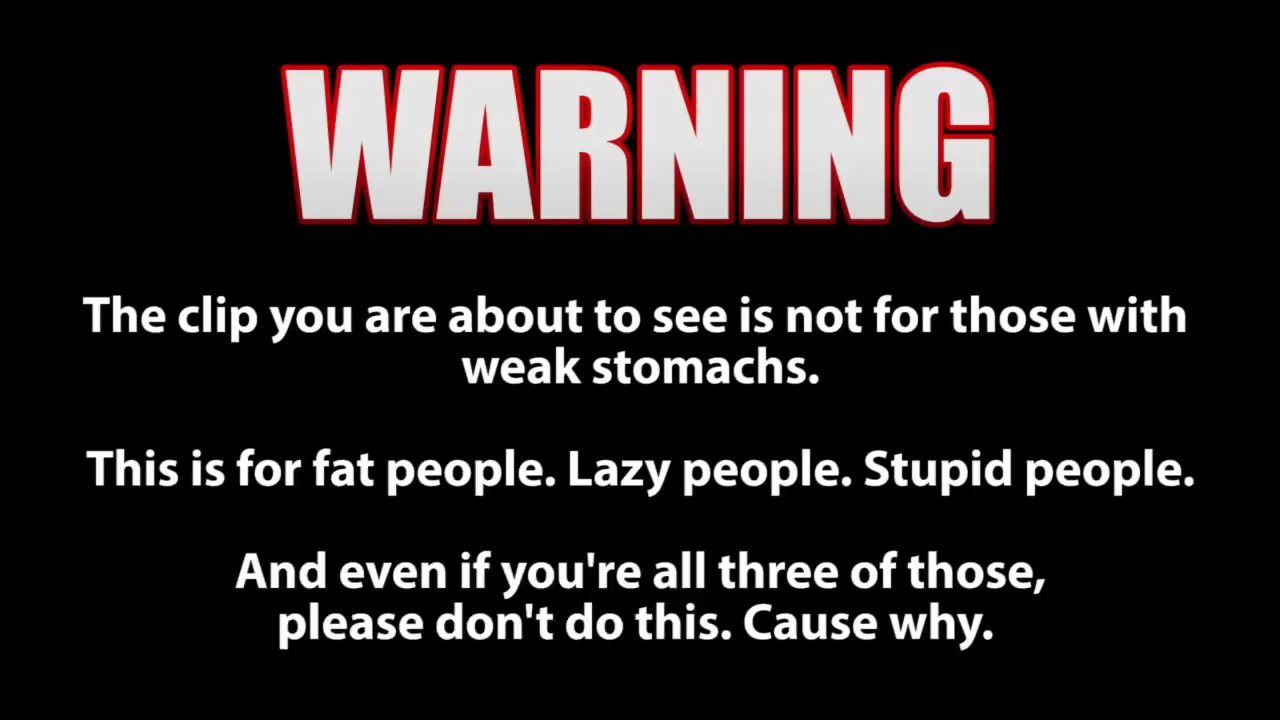 WARNING
The clip you are about to see is not for those with
weak stomachs.
This is for fat people. Lazy people. Stupid people.
And even if you're all three of those,
please don't do this. Cause why.